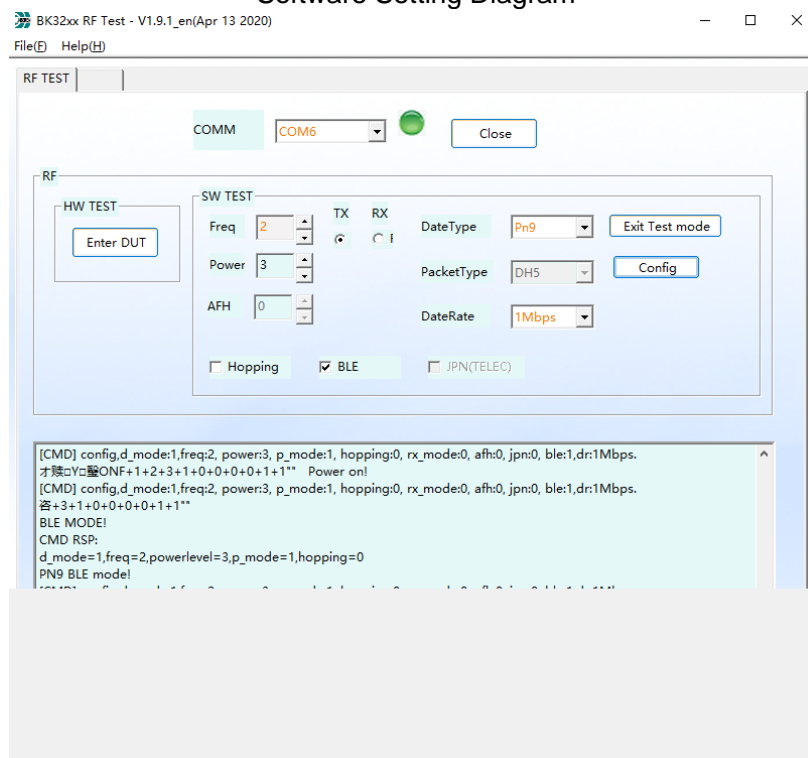 Software Setting Diagram
BK32xx RF Test - V1.9.1_en(Apr 13 2020)
File(F) Help(H)
RF TEST
COMM COM6 Close
RF
HW TEST
Enter DUT
SW TEST
Freq 2 TX RX DateType Pn9 Exit Test mode
Power 3 PacketType DH5 Config
AFH 0 DateRate 1Mbps
Hopping BLE JPN(TELEC)
[CMD] config,d_mode:1,freq:2, power:3, p_mode:1, hopping:0, rx_mode:0, afh:0, jpn:0, ble:1,dr:1Mbps.
ONF+1+2+3+1+0+0+0+0+1+1"" Power on!
[CMD] config,d_mode:1,freq:2, power:3, p_mode:1, hopping:0, rx_mode:0, afh:0, jpn:0, ble:1,dr:1Mbps.
咨+3+1+0+0+0+0+1+1""
BLE MODE!
CMD RSP:
d_mode=1,freq=2,powerlevel=3,p_mode=1,hopping=0
PN9 BLE mode!